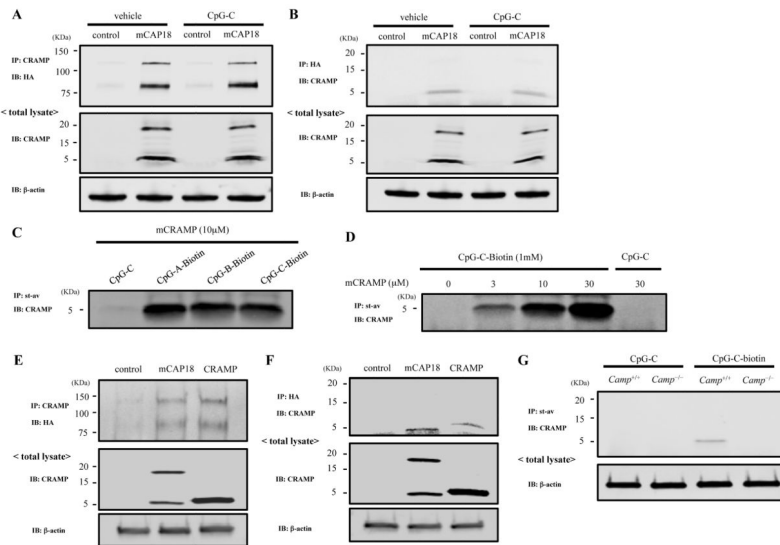 A
vehicle CpG-C
(KDa) control mCAP18 control mCAP18
IP: CRAMP
IB: HA
150
100
75
< total lysate>
IB: CRAMP
20
15
5
IB: β-actin
B
vehicle CpG-C
(KDa) control mCAP18 control mCAP18
IP: HA
IB: CRAMP
20
15
5
< total lysate>
IB: CRAMP
20
15
5
IB: β-actin
C
mCRAMP (10μM)
CpG-C CpG-A-Biotin CpG-B-Biotin CpG-C-Biotin
(KDa)
IP: st-av
IB: CRAMP
5
D
CpG-C-Biotin (1mM) CpG-C
mCRAMP (μM) 0 3 10 30 30
(KDa)
IP: st-av
IB: CRAMP
5
E
control mCAP18 CRAMP
(KDa)
IP: CRAMP
IB: HA
150
100
75
<total lysate>
IB: CRAMP
20
15
5
IB: β-actin
F
control mCAP18 CRAMP
(KDa)
IP: HA
IB: CRAMP
20
15
5
<total lysate>
IB: CRAMP
20
15
5
IB: β-actin
G
CpG-C CpG-C-biotin
(KDa) Camp+/+ Camp−/− Camp+/+ Camp−/−
IP: st-av
IB: CRAMP
20
15
5
< total lysate>
IB: β-actin